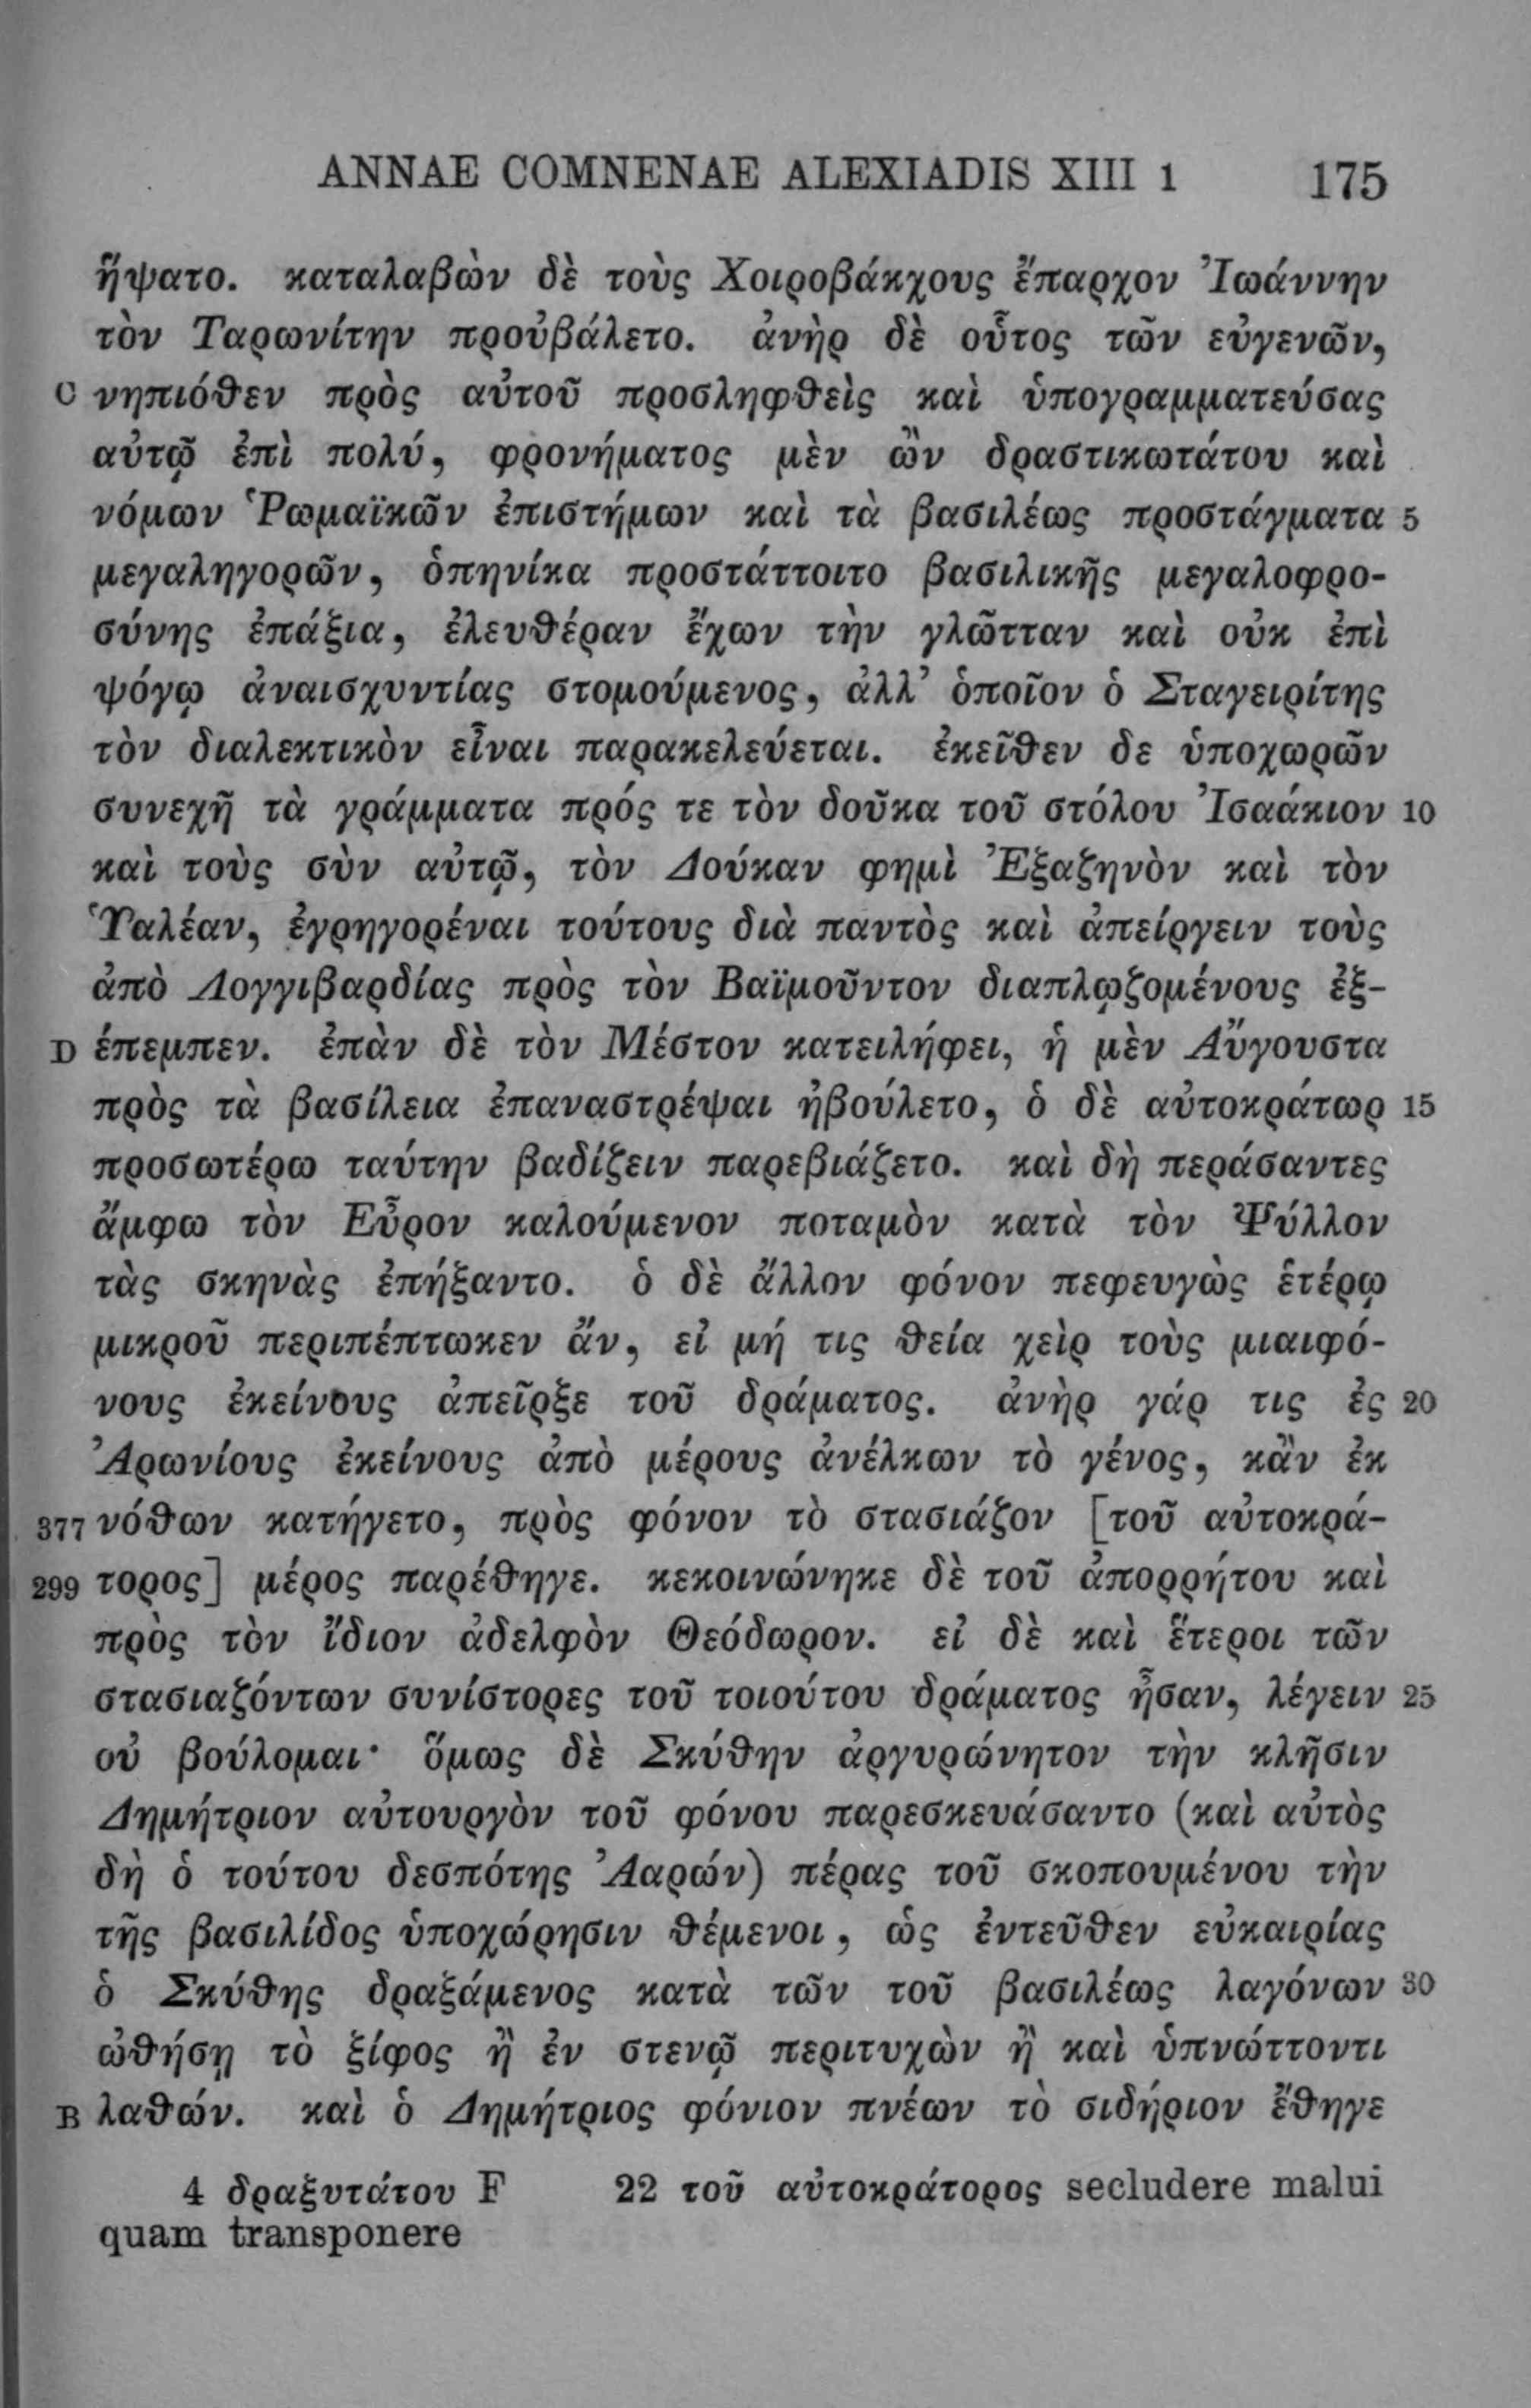 ANNAE COMNENAE ALEXIADIS XIII 1 175
ἥψατο. καταλαβὼν δὲ τοὺς Χοιροβάκχους ἔπαρχον Ἰωάννην
τὸν Ταρωνίτην προὐβάλετο. ἀνὴρ δὲ οὗτος τῶν εὐγενῶν,
C νηπιόθεν πρὸς αὐτοῦ προσληφθεὶς καὶ ὑπογραμματεύσας
αὐτῷ ἐπὶ πολύ, φρονήματος μὲν ὢν δραστικωτάτου καὶ
νόμων Ῥωμαϊκῶν ἐπιστήμων καὶ τὰ βασιλέως προστάγματα 5
μεγαληγορῶν, ὁπηνίκα προστάττοιτο βασιλικῆς μεγαλοφρο-
σύνης ἐπάξια, ἐλευθέραν ἔχων τὴν γλῶτταν καὶ οὐκ ἐπὶ
ψόγῳ ἀναισχυντίας στομούμενος, ἀλλ’ ὁποῖον ὁ Σταγειρίτης
τὸν διαλεκτικὸν εἶναι παρακελεύεται. ἐκεῖθεν δε ὑποχωρῶν
συνεχῆ τὰ γράμματα πρός τε τὸν δοῦκα τοῦ στόλου Ἰσαάκιον 10
καὶ τοὺς σὺν αὐτῷ, τὸν Δούκαν φημὶ Ἐξαζηνὸν καὶ τὸν
Ὑαλέαν, ἐγρηγορέναι τούτους διὰ παντὸς καὶ ἀπείργειν τοὺς
ἀπὸ Λογγιβαρδίας πρὸς τὸν Βαϊμοῦντον διαπλῳζομένους ἐξ-
D έπεμπεν. ἐπὰν δὲ τὸν Μέστον κατειλήφει, ἡ μὲν Αὔγουστα
πρὸς τὰ βασίλεια ἐπαναστρέψαι ἠβούλετο, ὁ δὲ αὐτοκράτωρ 15
προσωτέρω ταύτην βαδίζειν παρεβιάζετο. καὶ δὴ περάσαντες
ἄμφω τὸν Εὖρον καλούμενον ποταμὸν κατὰ τὸν Ψύλλον
τὰς σκηνὰς ἐπήξαντο. ὁ δὲ ἄλλον φόνον πεφευγὼς ἑτέρῳ
μικροῦ περιπέπτωκεν ἄν, εἰ μή τις θεία χεὶρ τοὺς μιαιφό-
νους ἐκείνους ἀπεῖρξε τοῦ δράματος. ἀνὴρ γάρ τις ἐς 20
Ἀρωνίους ἐκείνους ἀπὸ μέρους ἀνέλκων τὸ γένος, κἂν ἐκ
377 νόθων κατήγετο, πρὸς φόνον τὸ στασιάζον [τοῦ αὐτοκρά-
299 τορος] μέρος παρέθηγε. κεκοινώνηκε δὲ τοῦ ἀπορρήτου καὶ
πρὸς τὸν ἴδιον ἀδελφὸν Θεόδωρον. εἰ δὲ καὶ ἕτεροι τῶν
στασιαζόντων συνίστορες τοῦ τοιούτου δράματος ἦσαν, λέγειν 25
οὐ βούλομαι· ὅμως δὲ Σκύθην ἀργυρώνητον τὴν κλῆσιν
Δημήτριον αὐτουργὸν τοῦ φόνου παρεσκευάσαντο (καὶ αὐτὸς
δὴ ὁ τούτου δεσπότης Ἀαρών) πέρας τοῦ σκοπουμένου τὴν
τῆς βασιλίδος ὑποχώρησιν θέμενοι, ὡς ἐντεῦθεν εὐκαιρίας
ὁ Σκύθης δραξάμενος κατὰ τῶν τοῦ βασιλέως λαγόνων 30
ὠθήσῃ τὸ ξίφος ἢ ἐν στενῷ περιτυχὼν ἢ καὶ ὑπνώττοντι
B λαθών. καὶ ὁ Δημήτριος φόνιον πνέων τὸ σιδήριον ἔθηγε
4 δραξυτάτου F 22 τοῦ αὐτοκράτορος secludere malui
quam transponere